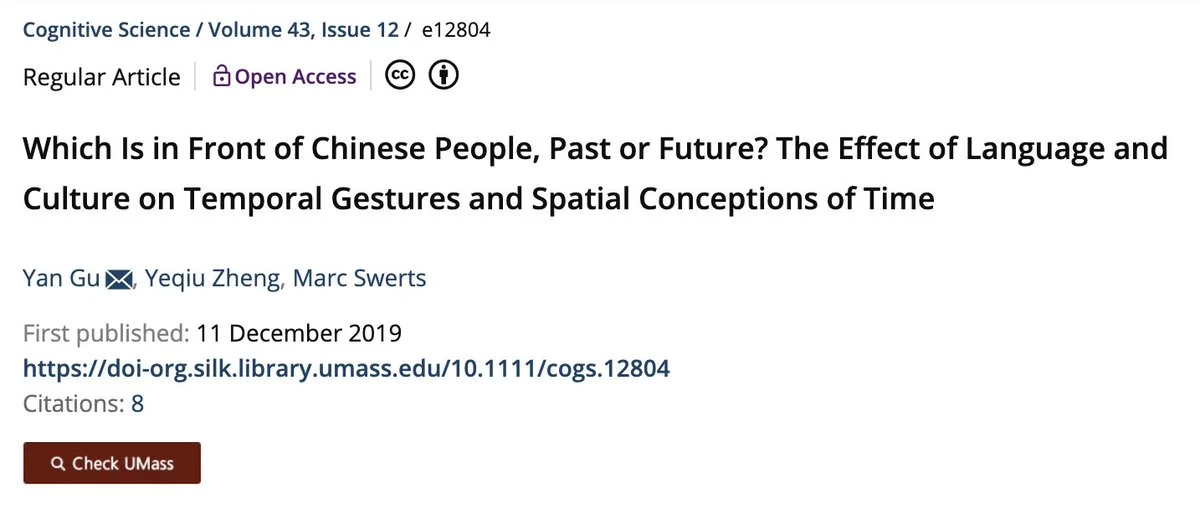 Cognitive Science / Volume 43, Issue 12 / e12804
Regular Article Open Access cc
Which Is in Front of Chinese People, Past or Future? The Effect of Language and
Culture on Temporal Gestures and Spatial Conceptions of Time
Yan Gu, Yeqiu Zheng, Marc Swerts
First published: 11 December 2019
https://doi-org.silk.library.umass.edu/10.1111/cogs.12804
Citations: 8
Check UMass